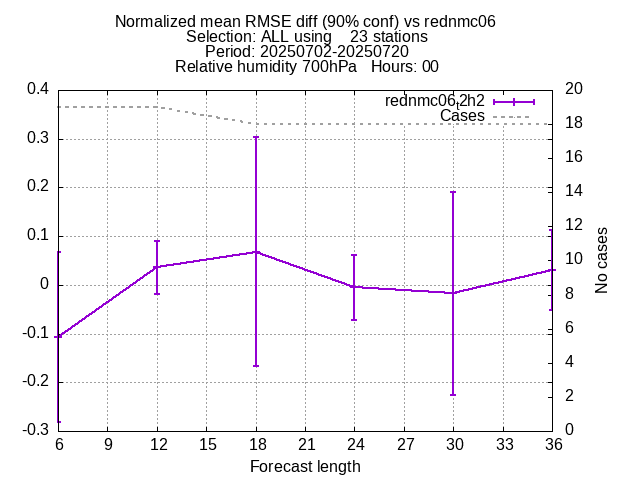 Normalized mean RMSE diff (90% conf) vs rednmc06
Selection: ALL using    23 stations
Period: 20250702-20250720
Relative humidity 700hPa   Hours: 00
rednmc06_t2h2
Cases
0.4
0.3
0.2
0.1
0
-0.1
-0.2
-0.3
20
18
16
14
12
10
8
6
4
2
0
No cases
6 9 12 15 18 21 24 27 30 33 36
Forecast length